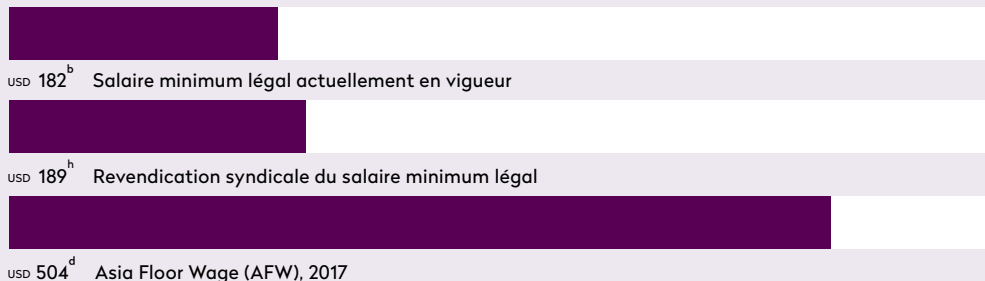 USD 182b Salaire minimum légal actuellement en vigueur
USD 189h Revendication syndicale du salaire minimum légal
USD 504d Asia Floor Wage (AFW), 2017